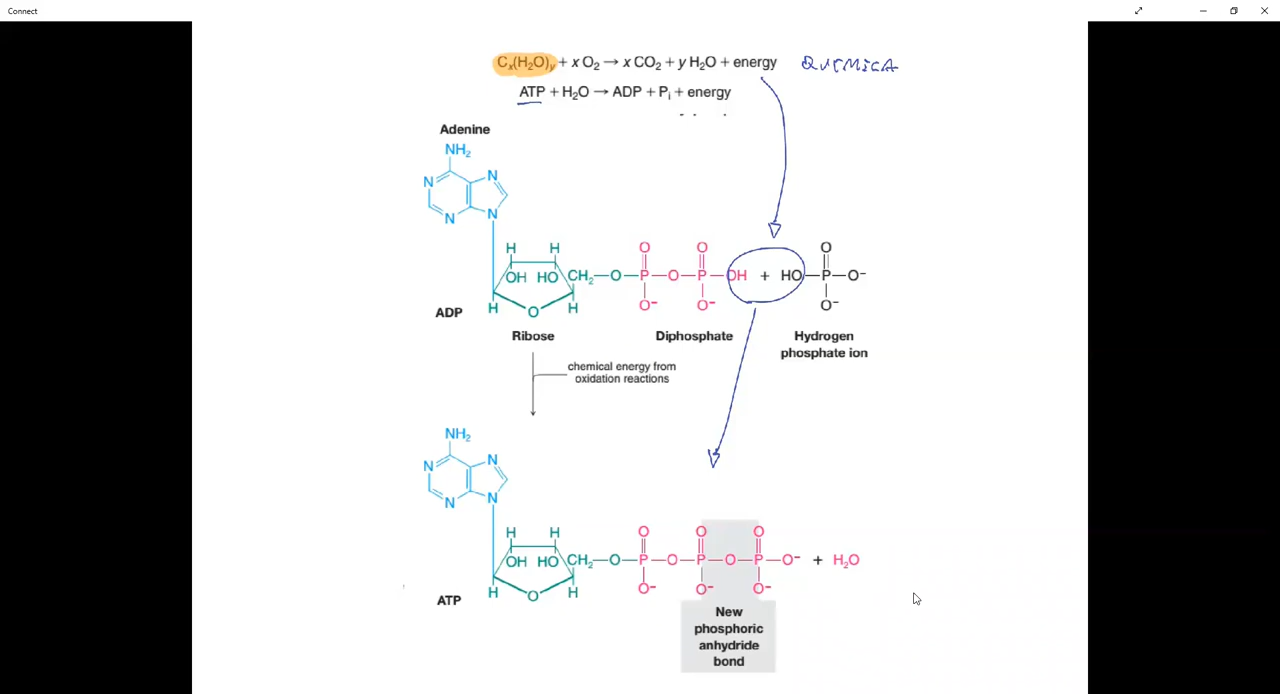 Connect
Cx(H2O)y + x O2 → x CO2 + y H2O + energy QUEMICA
ATP + H2O → ADP + Pi + energy
Adenine
NH2
N N
N N
H H O O O
OH HO CH2—O—P—O—P—OH + HO—P—O−
H O H O− O− O−
ADP
Ribose Diphosphate Hydrogen
phosphate ion
chemical energy from
oxidation reactions
NH2
N N
N N
H H O O O
OH HO CH2—O—P—O—P—O—P—O− + H2O
H O H O− O− O−
ATP
New
phosphoric
anhydride
bond